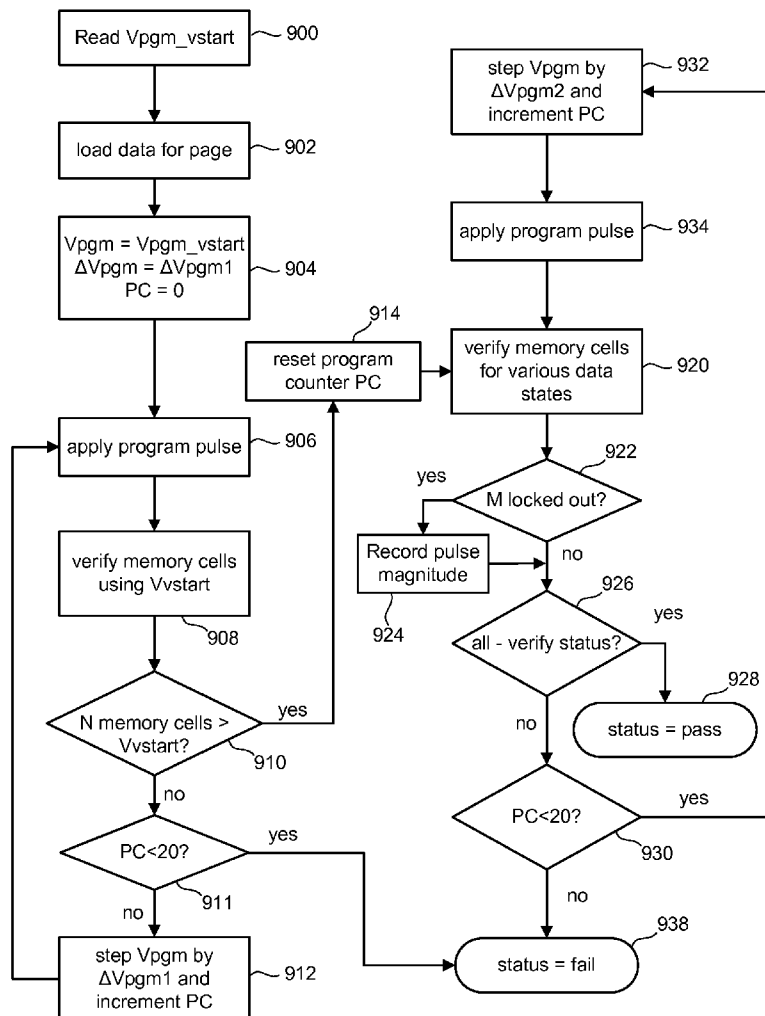 Read Vpgm_vstart
900
load data for page
902
Vpgm = Vpgm_vstart
ΔVpgm = ΔVpgm1
PC = 0
904
apply program pulse
906
verify memory cells
using Vvstart
908
N memory cells >
Vvstart?
910
yes
no
PC<20?
911
yes
no
step Vpgm by
ΔVpgm1 and
increment PC
912
914
reset program
counter PC
step Vpgm by
ΔVpgm2 and
increment PC
932
apply program pulse
934
verify memory cells
for various data
states
920
M locked out?
922
yes
no
Record pulse
magnitude
924
all - verify status?
926
yes
no
status = pass
928
PC<20?
930
yes
no
status = fail
938